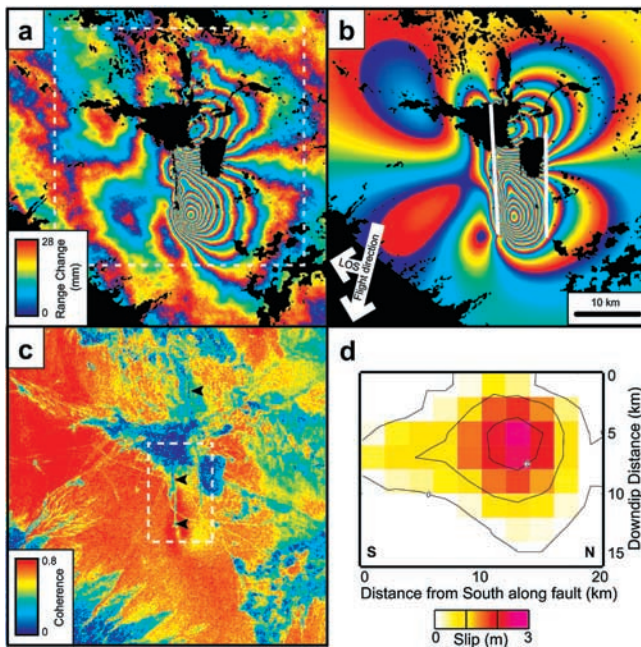 a
28
Range Change
(mm)
0
b
LOS
Flight direction
10 km
c
0.8
Coherence
0
d
0
5
10
15
Downdip Distance (km)
S
N
0
10
20
Distance from South along fault (km)
0
Slip (m)
3